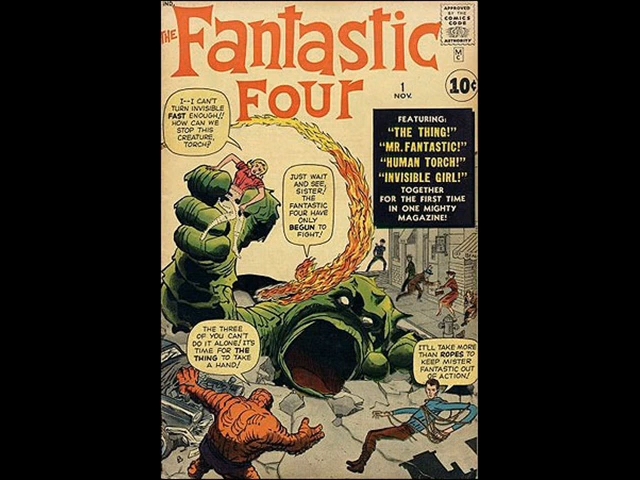 IND.
THE
FANTASTIC
FOUR
APPROVED
BY THE
COMICS
CODE
AUTHORITY
M
C
1
NOV.
10¢
I--I CAN'T
TURN INVISIBLE
FAST ENOUGH!!
HOW CAN WE
STOP THIS
CREATURE,
TORCH?
JUST WAIT
AND SEE,
SISTER!
THE
FANTASTIC
FOUR HAVE
ONLY
BEGUN TO
FIGHT!
FEATURING:
"THE THING!"
"MR. FANTASTIC!"
"HUMAN TORCH!"
"INVISIBLE GIRL!"
TOGETHER
FOR THE FIRST TIME
IN ONE MIGHTY
MAGAZINE!
THE THREE
OF YOU CAN'T
DO IT ALONE! IT'S
TIME FOR THE
THING TO TAKE
A HAND!
IT'LL TAKE MORE
THAN ROPES TO
KEEP MISTER
FANTASTIC OUT
OF ACTION!